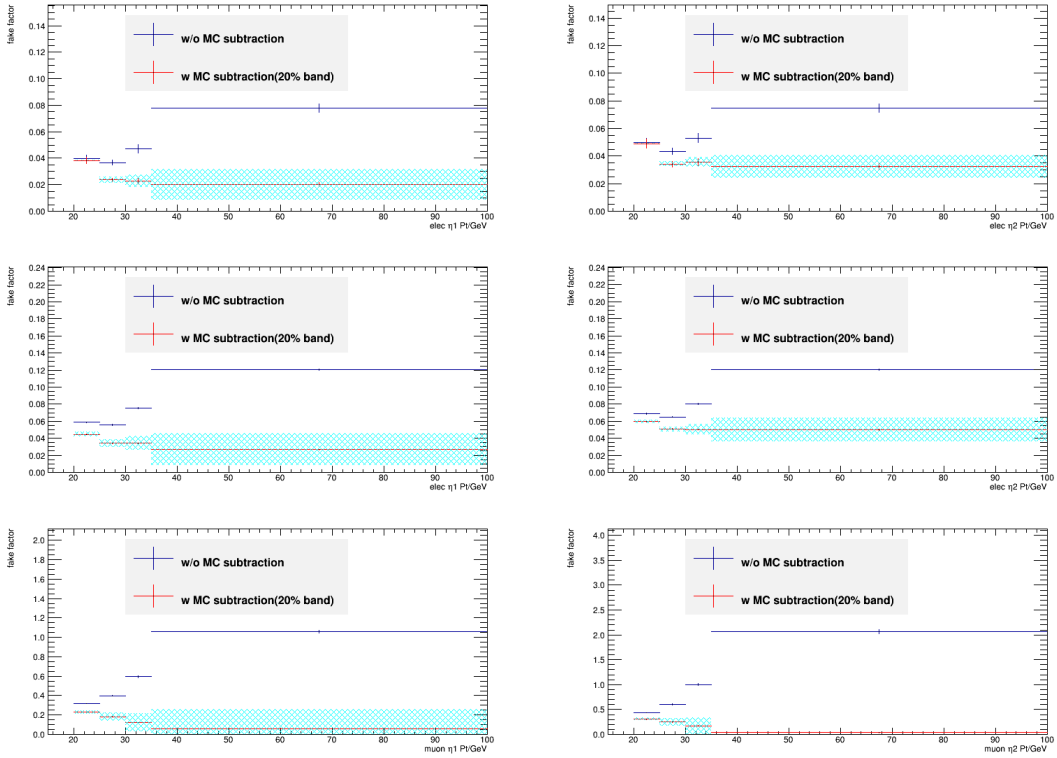 fake factor
0.14
0.12
0.10
0.08
0.06
0.04
0.02
0.00
w/o MC subtraction
w MC subtraction(20% band)
20 30 40 50 60 70 80 90 100
elec η1 Pt/GeV
fake factor
0.14
0.12
0.10
0.08
0.06
0.04
0.02
0.00
w/o MC subtraction
w MC subtraction(20% band)
20 30 40 50 60 70 80 90 100
elec η2 Pt/GeV
fake factor
0.24
0.22
0.20
0.18
0.16
0.14
0.12
0.10
0.08
0.06
0.04
0.02
0.00
w/o MC subtraction
w MC subtraction(20% band)
20 30 40 50 60 70 80 90 100
elec η1 Pt/GeV
fake factor
0.24
0.22
0.20
0.18
0.16
0.14
0.12
0.10
0.08
0.06
0.04
0.02
0.00
w/o MC subtraction
w MC subtraction(20% band)
20 30 40 50 60 70 80 90 100
elec η2 Pt/GeV
fake factor
2.0
1.8
1.6
1.4
1.2
1.0
0.8
0.6
0.4
0.2
0.0
w/o MC subtraction
w MC subtraction(20% band)
20 30 40 50 60 70 80 90 100
muon η1 Pt/GeV
fake factor
4.0
3.5
3.0
2.5
2.0
1.5
1.0
0.5
0.0
w/o MC subtraction
w MC subtraction(20% band)
20 30 40 50 60 70 80 90 100
muon η2 Pt/GeV